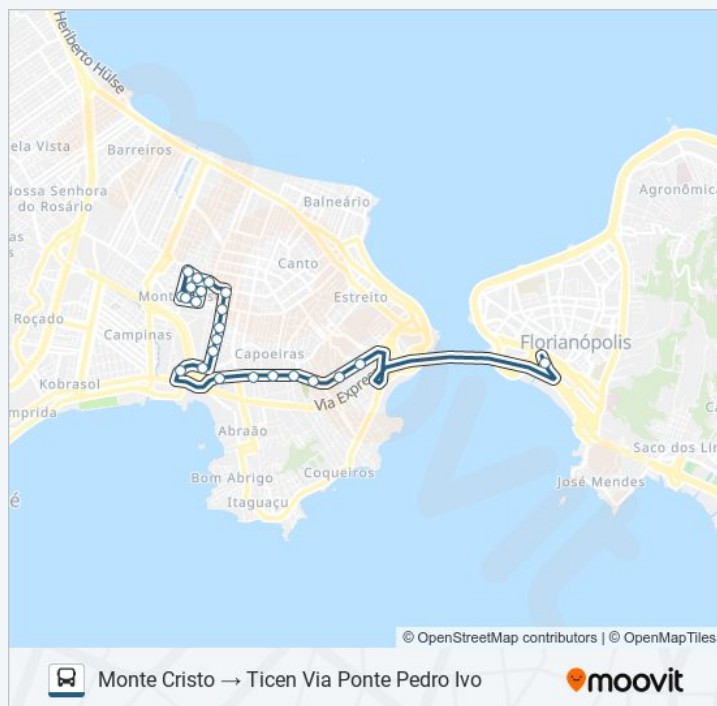 Heriberto Hülse
ela Vista
Barreiros
Nossa Senhora
do Rosário
Balneário
Agronômica
Canto
Estreito
Roçado
Campinas
Capoeiras
Florianópolis
Kobrasol
Via Expre
mprida
Abraão
Coqueiros
Bom Abrigo
Itaguaçu
Saco dos Lim
José Mendes
© OpenStreetMap contributors | © OpenMapTiles
Monte Cristo → Ticen Via Ponte Pedro Ivo
moovit